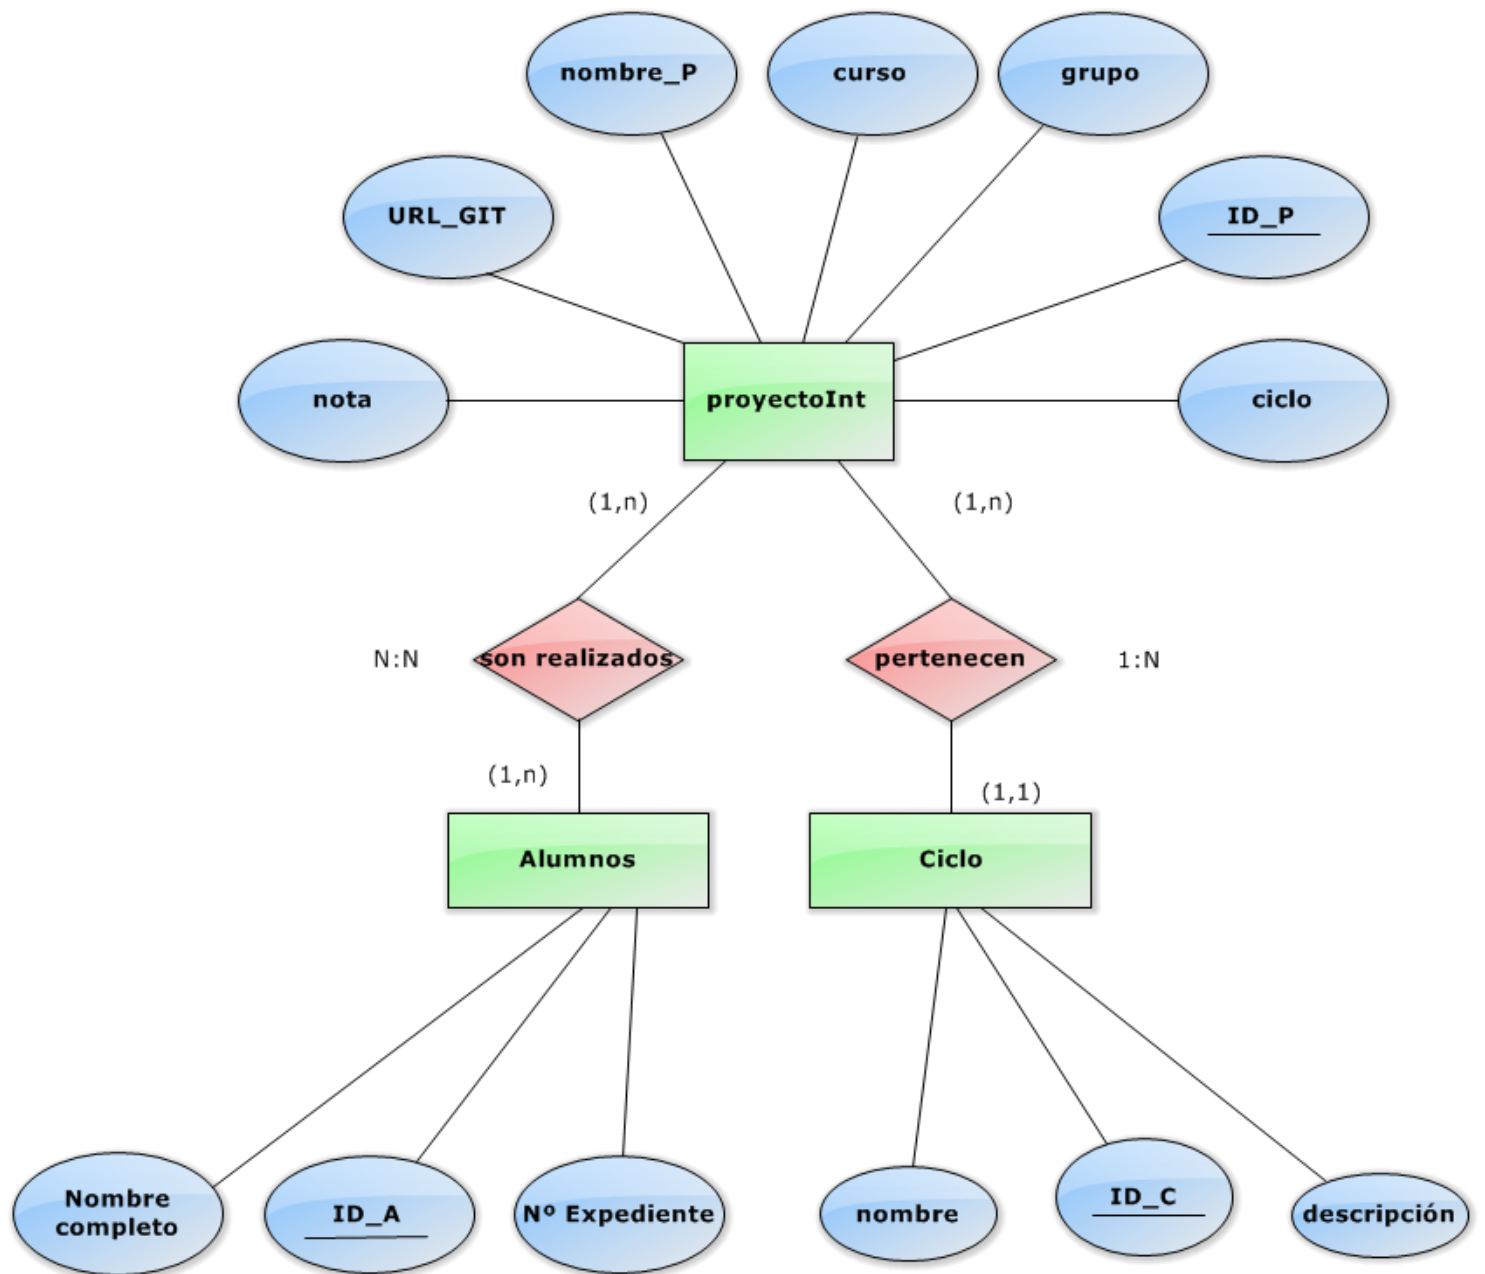 nombre_P
curso
grupo
URL_GIT
ID_P
nota
proyectoInt
ciclo
(1,n)
(1,n)
N:N
son realizados
pertenecen
1:N
(1,n)
(1,1)
Alumnos
Ciclo
Nombre
completo
ID_A
Nº Expediente
nombre
ID_C
descripción